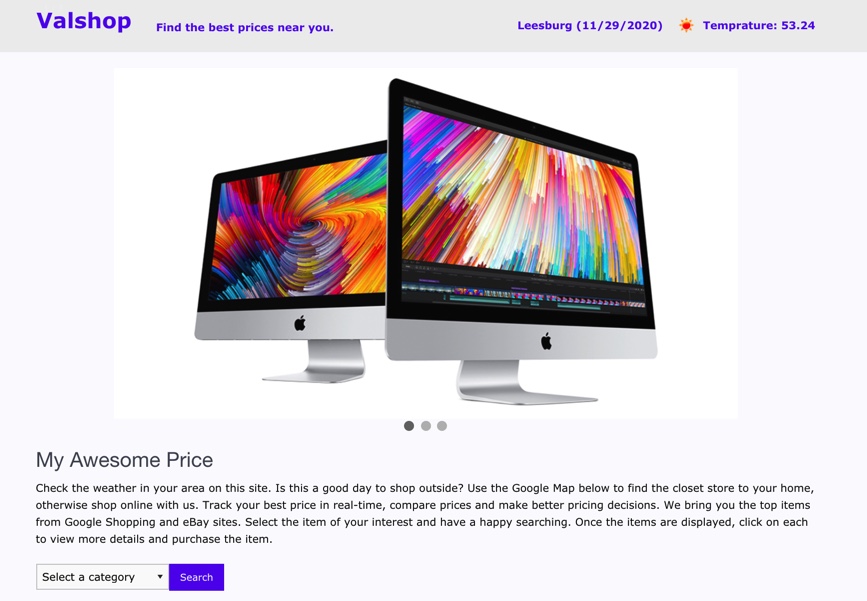 Valshop
Find the best prices near you.
Leesburg (11/29/2020)
Temprature: 53.24
My Awesome Price
Check the weather in your area on this site. Is this a good day to shop outside? Use the Google Map below to find the closet store to your home,
otherwise shop online with us. Track your best price in real-time, compare prices and make better pricing decisions. We bring you the top items
from Google Shopping and eBay sites. Select the item of your interest and have a happy searching. Once the items are displayed, click on each
to view more details and purchase the item.
Select a category
Search